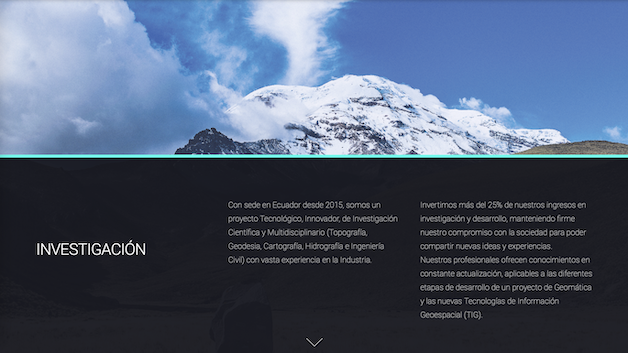 INVESTIGACIÓN
Con sede en Ecuador desde 2015, somos un
proyecto Tecnológico, Innovador, de Investigación
Científica y Multidisciplinario (Topografía,
Geodesia, Cartografía, Hidrografía e Ingeniería
Civil) con vasta experiencia en la Industria.
Invertimos más del 25% de nuestros ingresos en
investigación y desarrollo, manteniendo firme
nuestro compromiso con la sociedad para poder
compartir nuevas ideas y experiencias.
Nuestros profesionales ofrecen conocimientos en
constante actualización, aplicables a las diferentes
etapas de desarrollo de un proyecto de Geomática
y las nuevas Tecnologías de Información
Geoespacial (TIG).